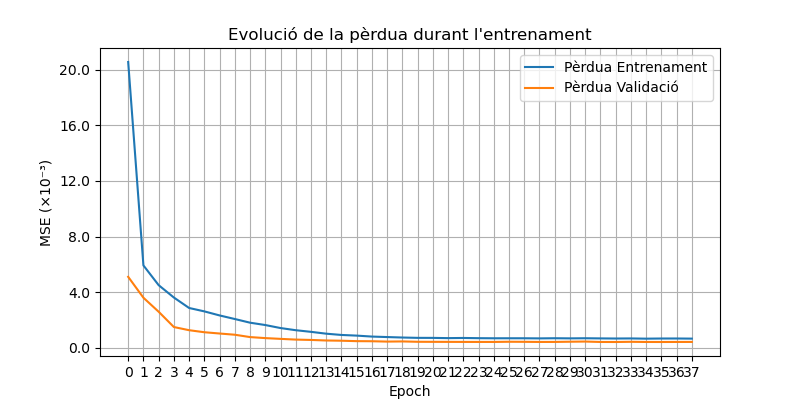 Evolució de la pèrdua durant l'entrenament
Pèrdua Entrenament
Pèrdua Validació
MSE (×10⁻³)
20.0
16.0
12.0
8.0
4.0
0.0
0 1 2 3 4 5 6 7 8 9 10 11 12 13 14 15 16 17 18 19 20 21 22 23 24 25 26 27 28 29 30 31 32 33 34 35 36 37
Epoch